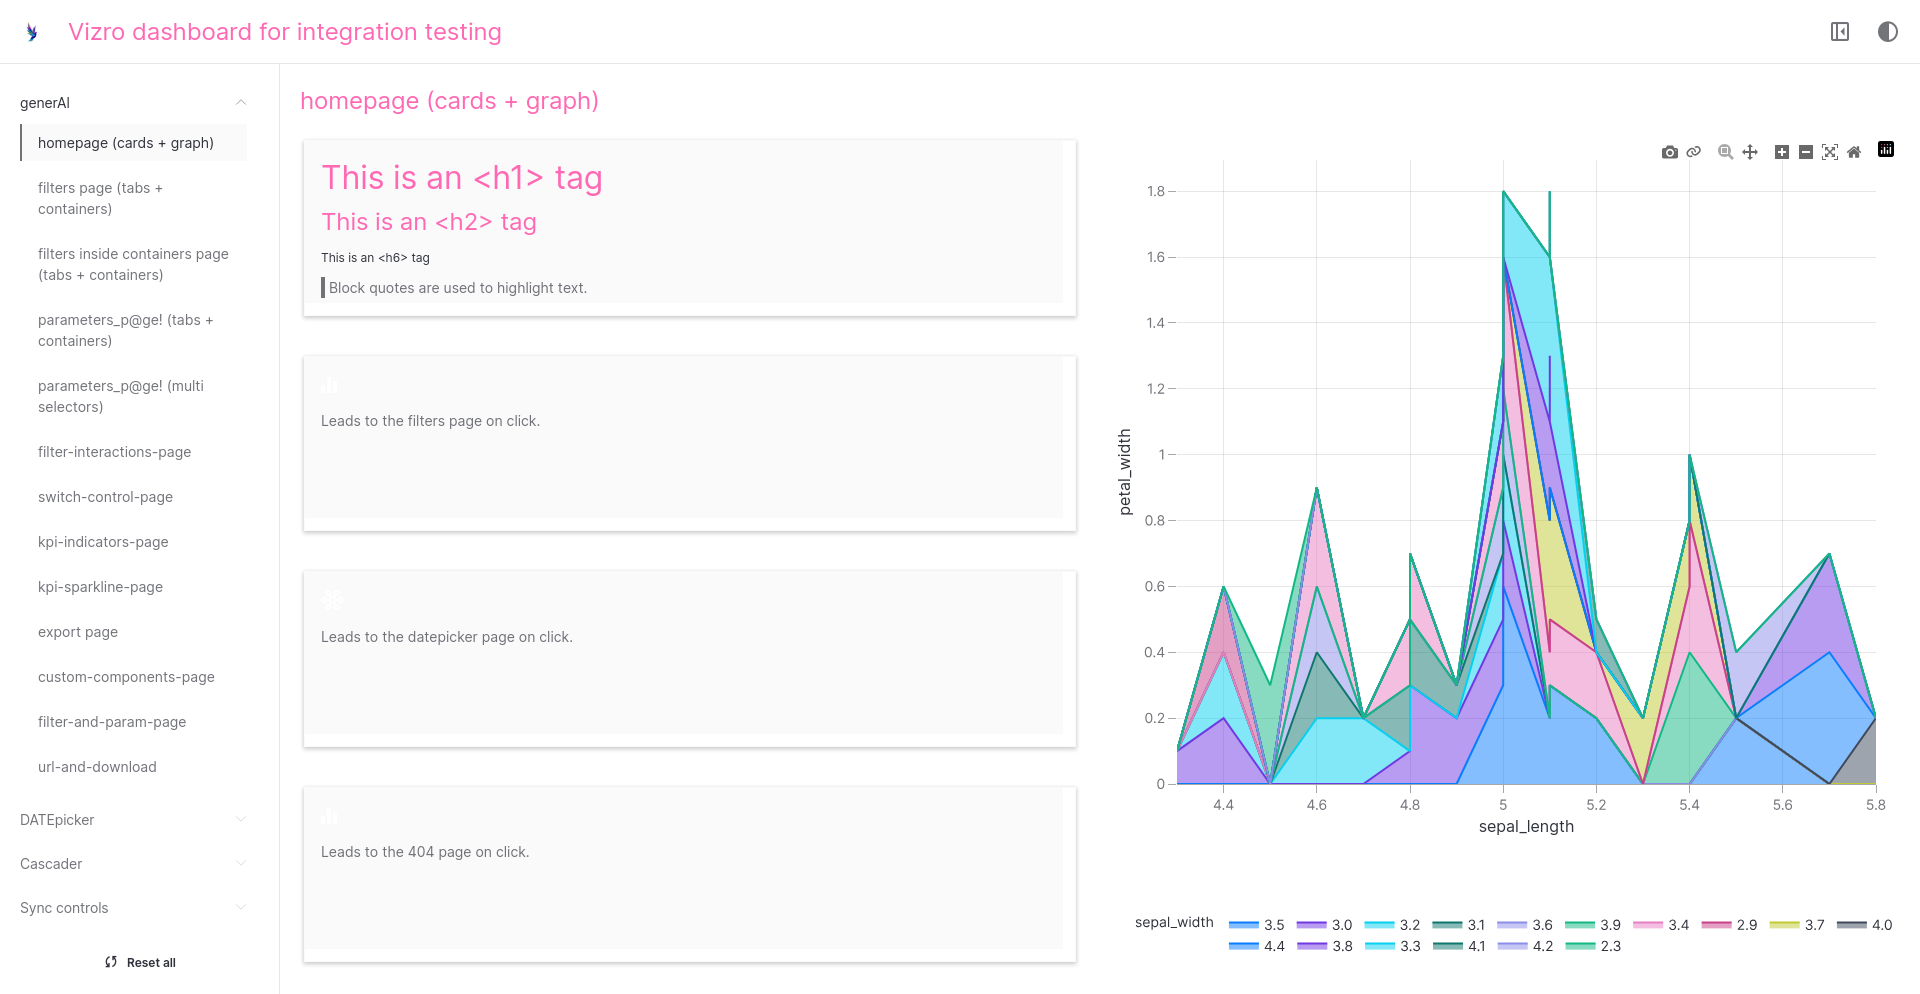 Vizro dashboard for integration testing
generAI
homepage (cards + graph)
filters page (tabs +
containers)
filters inside containers page
(tabs + containers)
parameters_p@ge! (tabs +
containers)
parameters_p@ge! (multi
selectors)
filter-interactions-page
switch-control-page
kpi-indicators-page
kpi-sparkline-page
export page
custom-components-page
filter-and-param-page
url-and-download
DATEpicker
Cascader
Sync controls
Reset all
homepage (cards + graph)
This is an <h1> tag
This is an <h2> tag
This is an <h6> tag
Block quotes are used to highlight text.
Leads to the filters page on click.
Leads to the datepicker page on click.
Leads to the 404 page on click.
petal_width
1.8
1.6
1.4
1.2
1
0.8
0.6
0.4
0.2
0
4.4 4.6 4.8 5 5.2 5.4 5.6 5.8
sepal_length
sepal_width 3.5 3.0 3.2 3.1 3.6 3.9 3.4 2.9 3.7 4.0
4.4 3.8 3.3 4.1 4.2 2.3